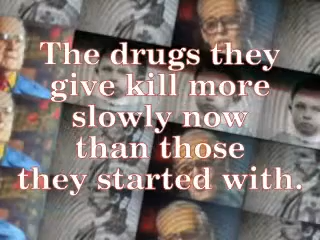 The drugs they
give kill more
slowly now
than those
they started with.